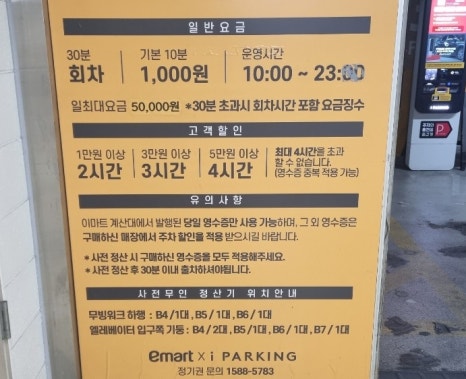 일반요금
30분 기본 10분 운영시간
회차 1,000원 10:00 ~ 23:00
일최대요금 50,000원 *30분 초과시 회차시간 포함 요금징수
고객할인
1만원 이상 3만원 이상 5만원 이상 최대 4시간을 초과
2시간 3시간 4시간 할 수 없습니다.
(영수증 중복 적용 가능)
유의사항
이마트 계산대에서 발행된 당일 영수증만 사용 가능하며, 그 외 영수증은
구매하신 매장에서 주차 할인을 적용 받으시길 바랍니다.
* 사전 정산 시 구매하신 영수증을 모두 적용해주세요.
* 사전 정산 후 30분 이내 출차하셔야됩니다.
사전무인 정산기 위치안내
무빙워크 하행 : B4 / 1대 , B5 / 1대 , B6 / 1대
엘레베이터 입구쪽 기둥 : B4 / 2대 , B5 / 1대 , B6 / 1대 , B7 / 1대
emart × i PARKING
정기권 문의 1588-5783
P